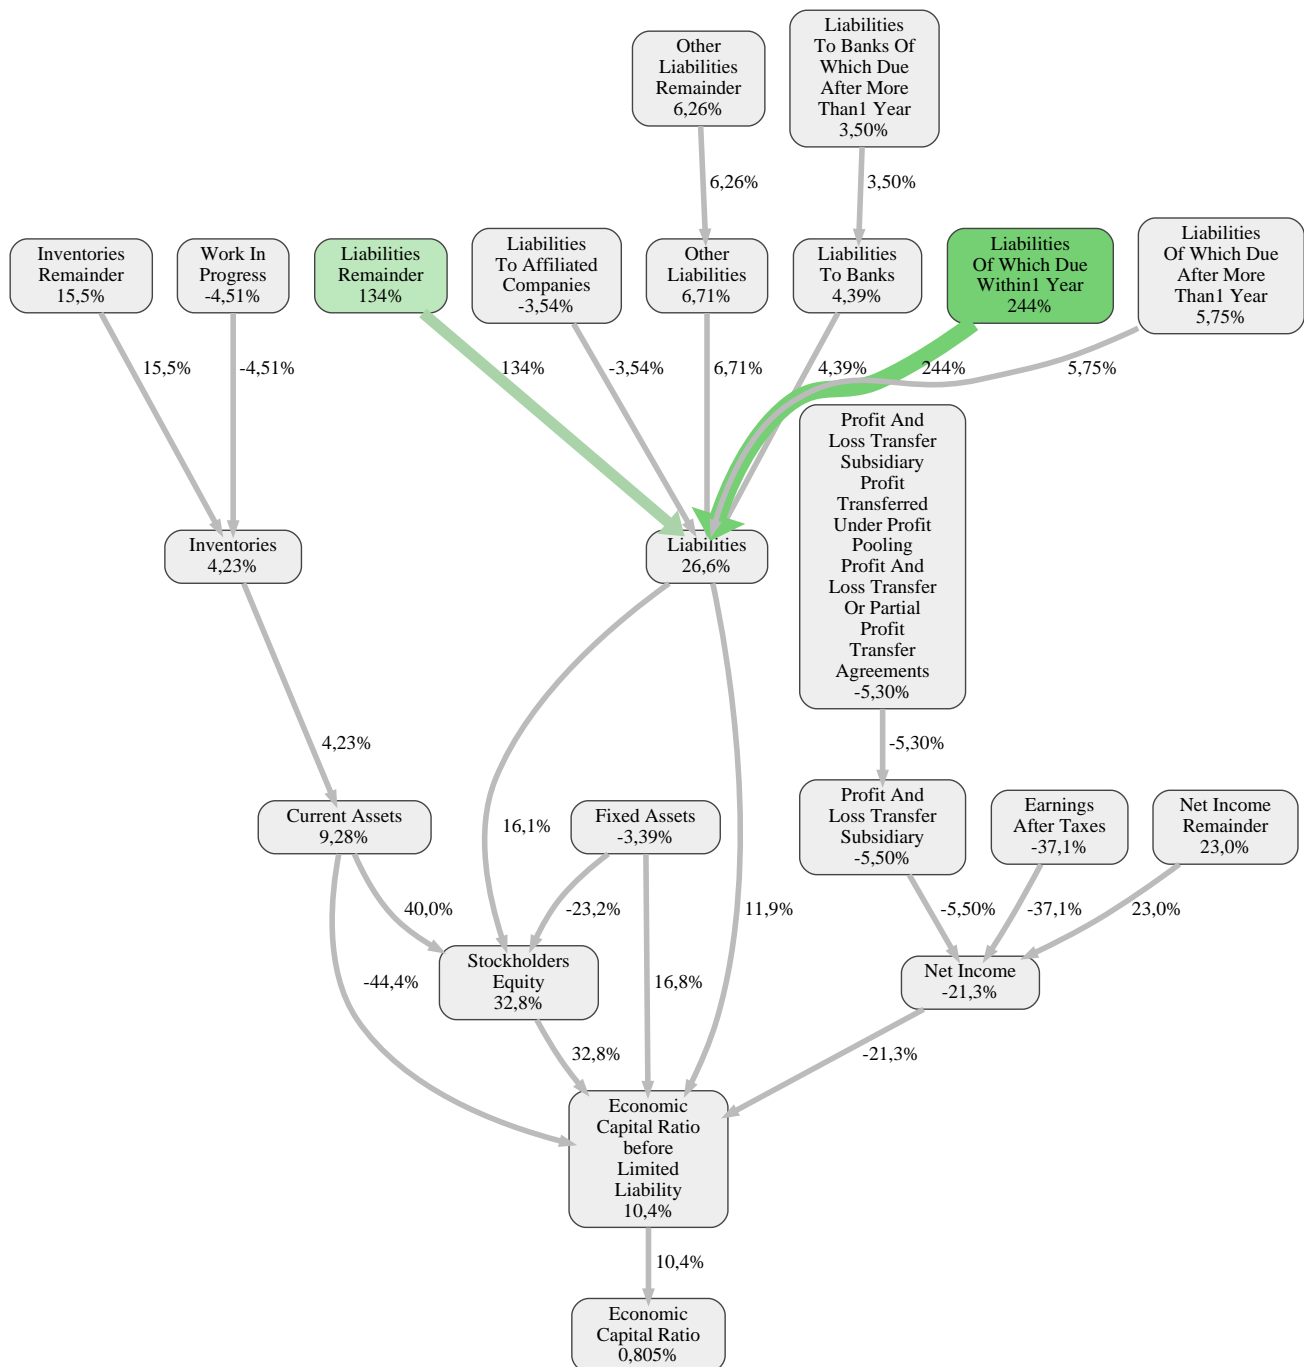 Other
Liabilities
Remainder
6,26%
Liabilities
To Banks Of
Which Due
After More
Than1 Year
3,50%
6,26%
3,50%
Inventories
Remainder
15,5%
Work In
Progress
-4,51%
Liabilities
Remainder
134%
Liabilities
To Affiliated
Companies
-3,54%
Other
Liabilities
6,71%
Liabilities
To Banks
4,39%
Liabilities
Of Which Due
Within1 Year
244%
Liabilities
Of Which Due
After More
Than1 Year
5,75%
15,5%
-4,51%
134%
-3,54%
6,71%
4,39%
244%
5,75%
Profit And
Loss Transfer
Subsidiary
Profit
Transferred
Under Profit
Pooling
Profit And
Loss Transfer
Or Partial
Profit
Transfer
Agreements
-5,30%
Inventories
4,23%
Liabilities
26,6%
4,23%
-5,30%
Current Assets
9,28%
16,1%
Fixed Assets
-3,39%
Profit And
Loss Transfer
Subsidiary
-5,50%
Earnings
After Taxes
-37,1%
Net Income
Remainder
23,0%
40,0%
-23,2%
11,9%
-5,50%
-37,1%
23,0%
-44,4%
Stockholders
Equity
32,8%
16,8%
Net Income
-21,3%
32,8%
-21,3%
Economic
Capital Ratio
before
Limited
Liability
10,4%
10,4%
Economic
Capital Ratio
0,805%